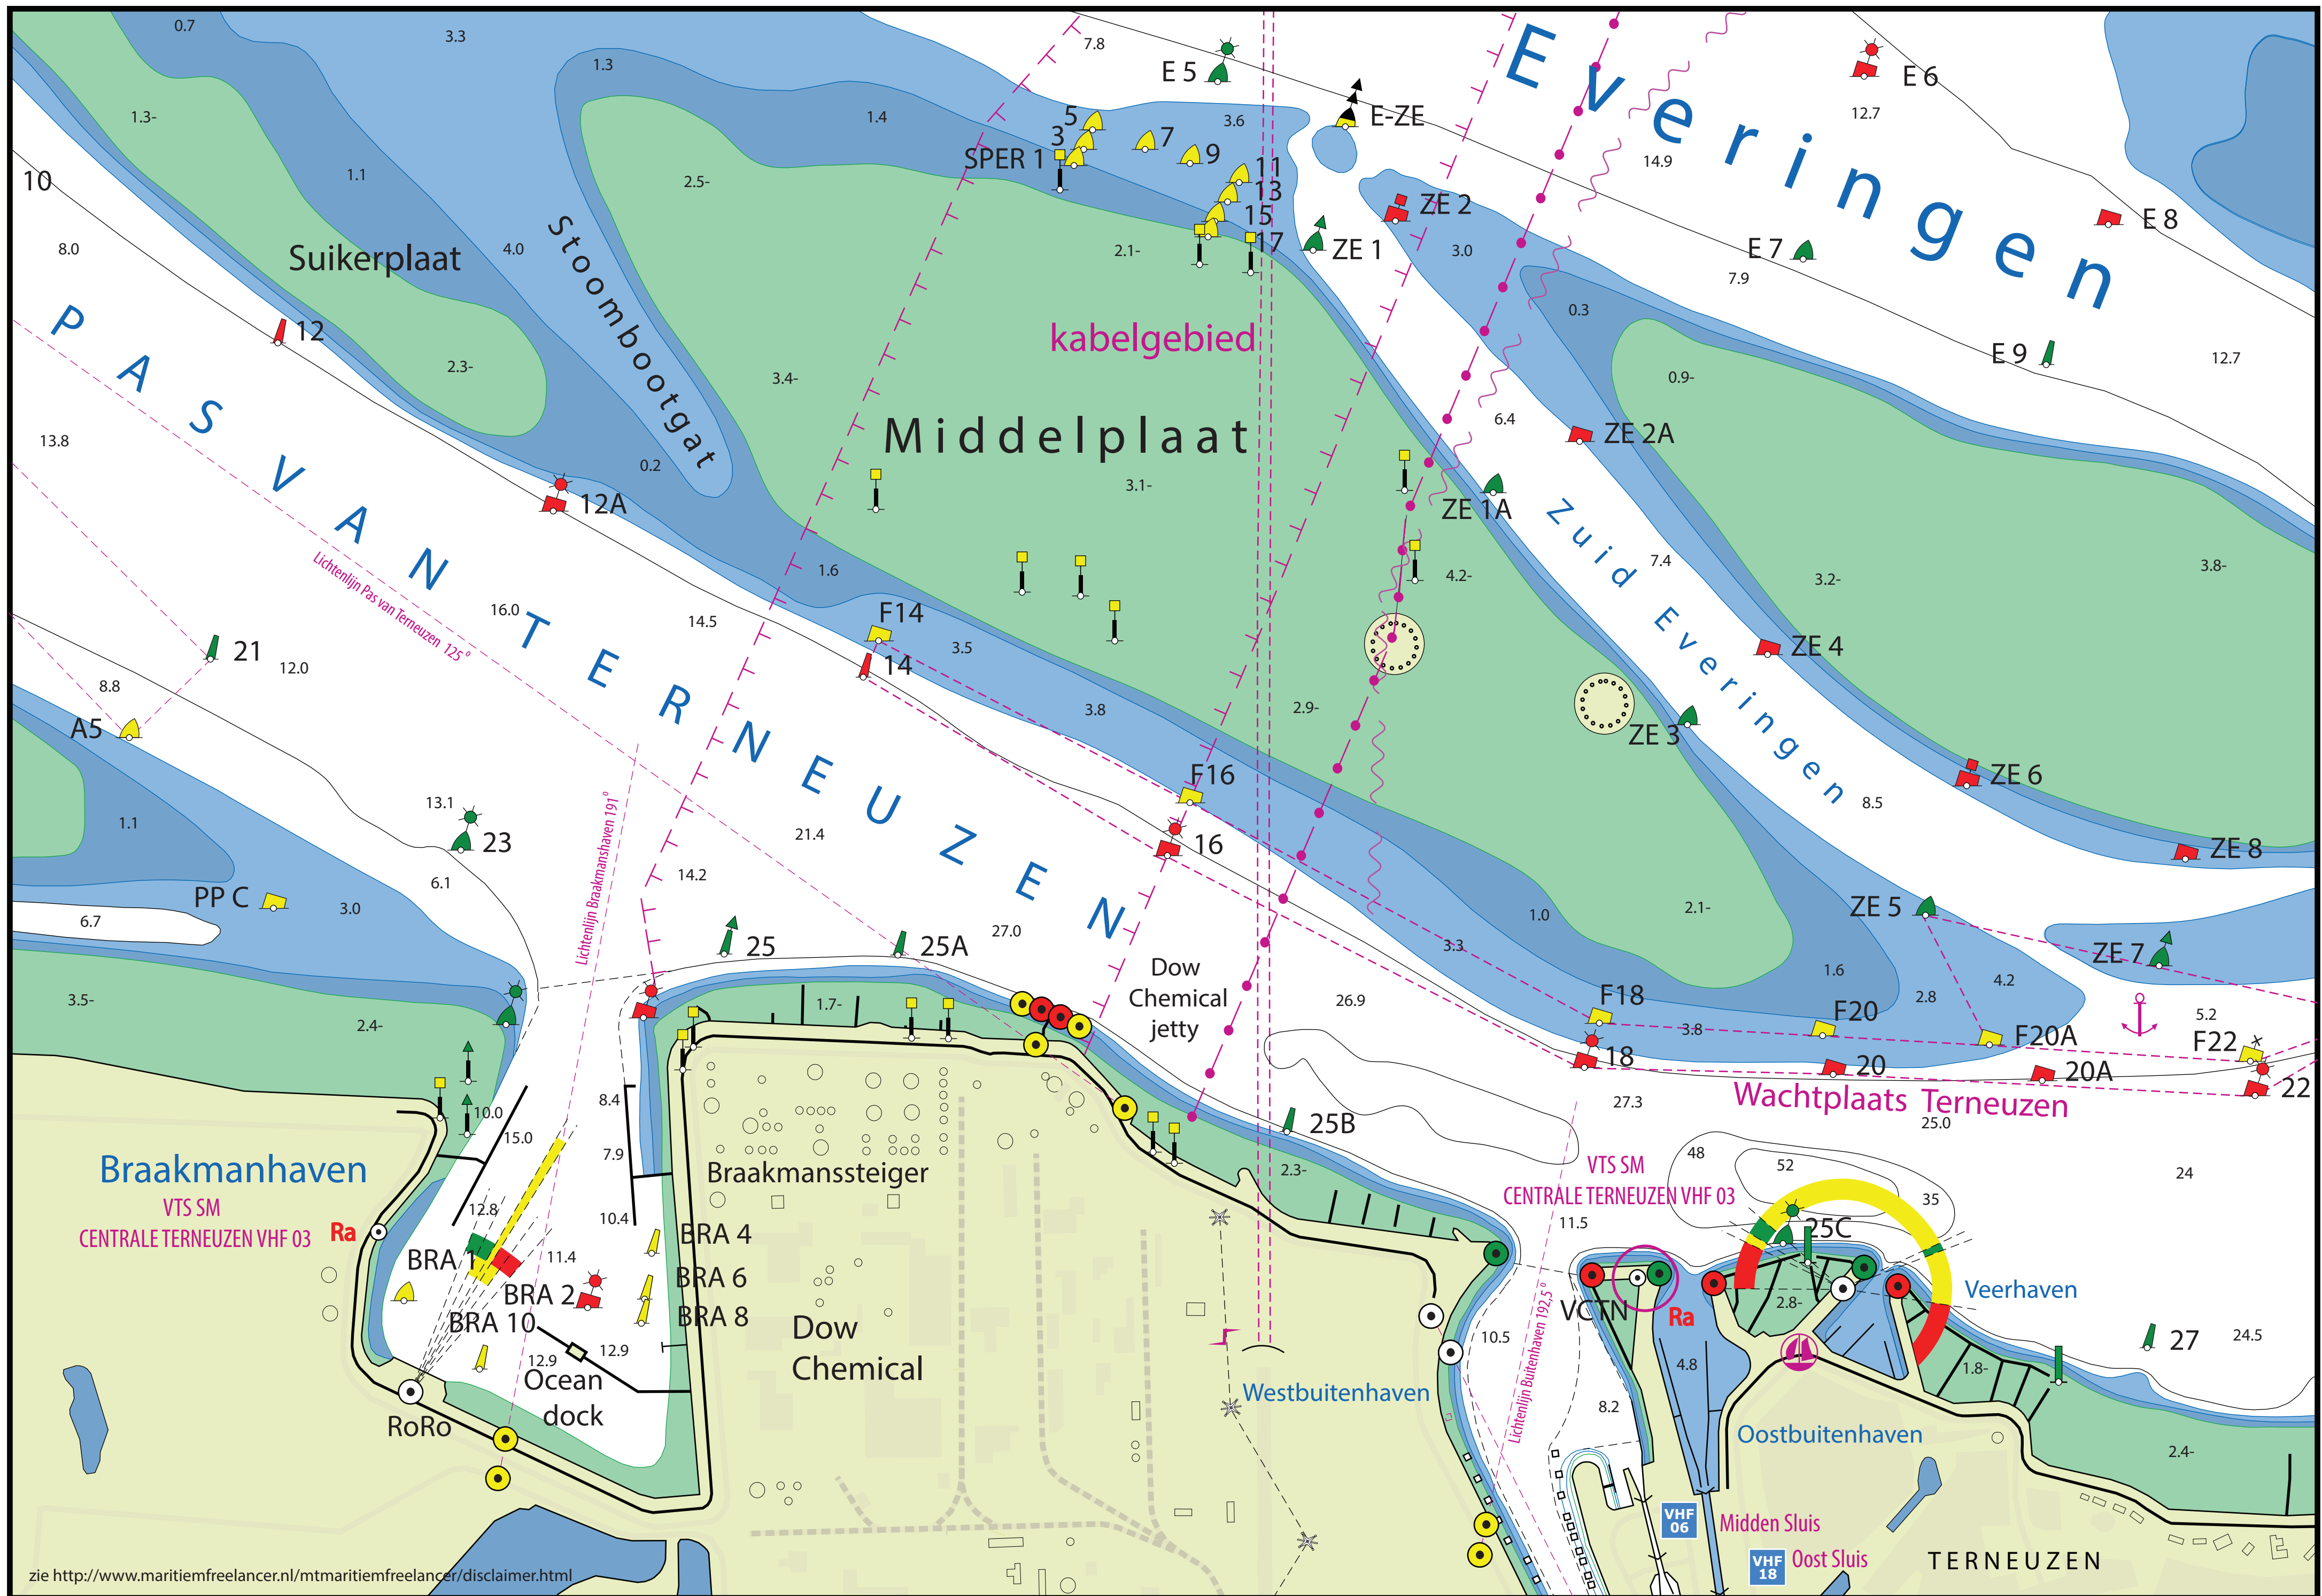 0.7
3.3
7.8
E 5
Everingen
E 6
12.7
1.3
1.3-
1.4
5
3.6
E-ZE
3
7
9
SPER 1
11
14.9
10
1.1
2.5-
13
15
17
ZE 2
E 8
8.0
Suikerplaat
4.0
Stoombootgat
2.1-
ZE 1
3.0
E 7
7.9
0.3
PAS VAN TERNEUZEN
12
kabelgebied
E 9
12.7
2.3-
3.4-
0.9-
13.8
Middelplaat
6.4
ZE 2A
0.2
3.1-
12A
ZE 1A
Zuid Everingen
7.4
1.6
4.2-
3.2-
3.8-
Lichtenlijn Pas van Terneuzen 125°
16.0
14.5
F14
21
12.0
3.5
14
ZE 4
8.8
A5
3.8
2.9-
ZE 3
F16
ZE 6
13.1
8.5
1.1
23
21.4
16
ZE 8
6.1
14.2
Lichtenlijn Braakmanshaven 191°
PP C
3.0
6.7
1.0
2.1-
ZE 5
25
25A
27.0
3.3
ZE 7
Dow
Chemical
jetty
1.6
4.2
3.5-
1.7-
26.9
F18
2.8
5.2
2.4-
3.8
F20
F20A
F22
18
20
20A
22
8.4
10.0
27.3
Wachtplaats Terneuzen
25.0
15.0
25B
7.9
48
52
Braakmanhaven
Braakmanssteiger
2.3-
VTS SM
CENTRALE TERNEUZEN VHF 03
24
VTS SM
CENTRALE TERNEUZEN VHF 03
Ra
12.8
10.4
35
11.5
25C
BRA 4
BRA 1
11.4
BRA 6
BRA 2
Veerhaven
BRA 8
BRA 10
VCTN
Ra
2.8-
Dow
Chemical
12.9
12.9
10.5
Lichtenlijn Buitenhaven 192,5°
27
24.5
Ocean
dock
4.8
1.8-
Westbuitenhaven
8.2
RoRo
Oostbuitenhaven
2.4-
VHF
06
Midden Sluis
VHF
18
Oost Sluis
TERNEUZEN
zie http://www.maritiemfreelancer.nl/mtmaritiemfreelancer/disclaimer.html